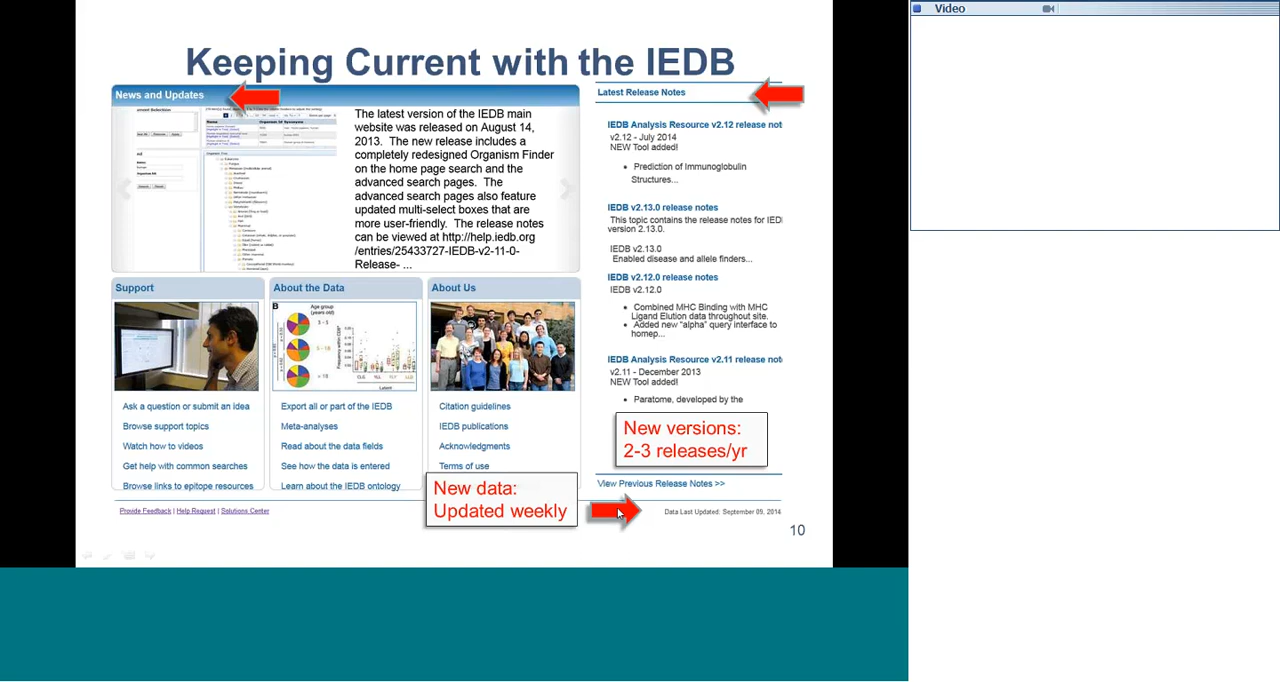 Video
Keeping Current with the IEDB
News and Updates
The latest version of the IEDB main
website was released on August 14,
2013. The new release includes a
completely redesigned Organism Finder
on the home page search and the
advanced search pages. The
advanced search pages also feature
updated multi-select boxes that are
more user-friendly. The release notes
can be viewed at http://help.iedb.org
/entries/25433727-IEDB-v2-11-0-
Release- ...
Latest Release Notes
IEDB Analysis Resource v2.12 release not
v2.12 - July 2014
NEW Tool added!
• Prediction of Immunoglobulin
Structures...
IEDB v2.13.0 release notes
This topic contains the release notes for IED
version 2.13.0.
IEDB v2.13.0
Enabled disease and allele finders...
IEDB v2.12.0 release notes
IEDB v2.12.0
• Combined MHC Binding with MHC
Ligand Elution data throughout site.
• Added new "alpha" query interface to
homep...
IEDB Analysis Resource v2.11 release not
v2.11 - December 2013
NEW Tool added!
• Paratome, developed by the
New versions:
2-3 releases/yr
View Previous Release Notes >>
Support
Ask a question or submit an idea
Browse support topics
Watch how to videos
Get help with common searches
Browse links to epitope resources
About the Data
B
Age group
(years old)
Export all or part of the IEDB
Meta-analyses
Read about the data fields
See how the data is entered
Learn about the IEDB ontology
About Us
Citation guidelines
IEDB publications
Acknowledgments
Terms of use
New data:
Updated weekly
Provide Feedback | Help Request | Solutions Center
Data Last Updated: September 09, 2014
10